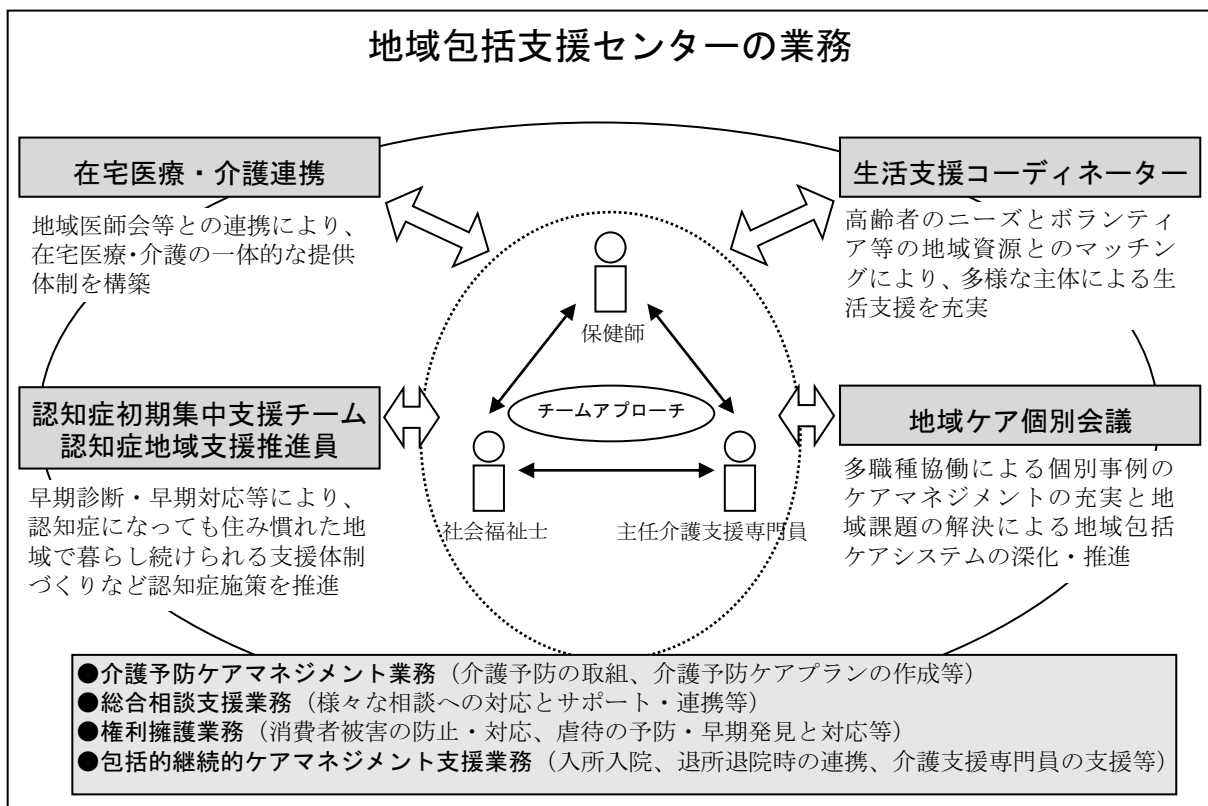 地域包括支援センターの業務
在宅医療・介護連携
地域医師会等との連携により、
在宅医療・介護の一体的な提供
体制を構築
生活支援コーディネーター
高齢者のニーズとボランティ
ア等の地域資源とのマッチン
グにより、多様な主体による生
活支援を充実
保健師
チームアプローチ
社会福祉士
主任介護支援専門員
認知症初期集中支援チーム
認知症地域支援推進員
早期診断・早期対応等により、
認知症になっても住み慣れた地
域で暮らし続けられる支援体制
づくりなど認知症施策を推進
地域ケア個別会議
多職種協働による個別事例の
ケアマネジメントの充実と地
域課題の解決による地域包括
ケアシステムの深化・推進
●介護予防ケアマネジメント業務（介護予防の取組、介護予防ケアプランの作成等）
●総合相談支援業務（様々な相談への対応とサポート・連携等）
●権利擁護業務（消費者被害の防止・対応、虐待の予防・早期発見と対応等）
●包括的継続的ケアマネジメント支援業務（入所入院、退所退院時の連携、介護支援専門員の支援等）